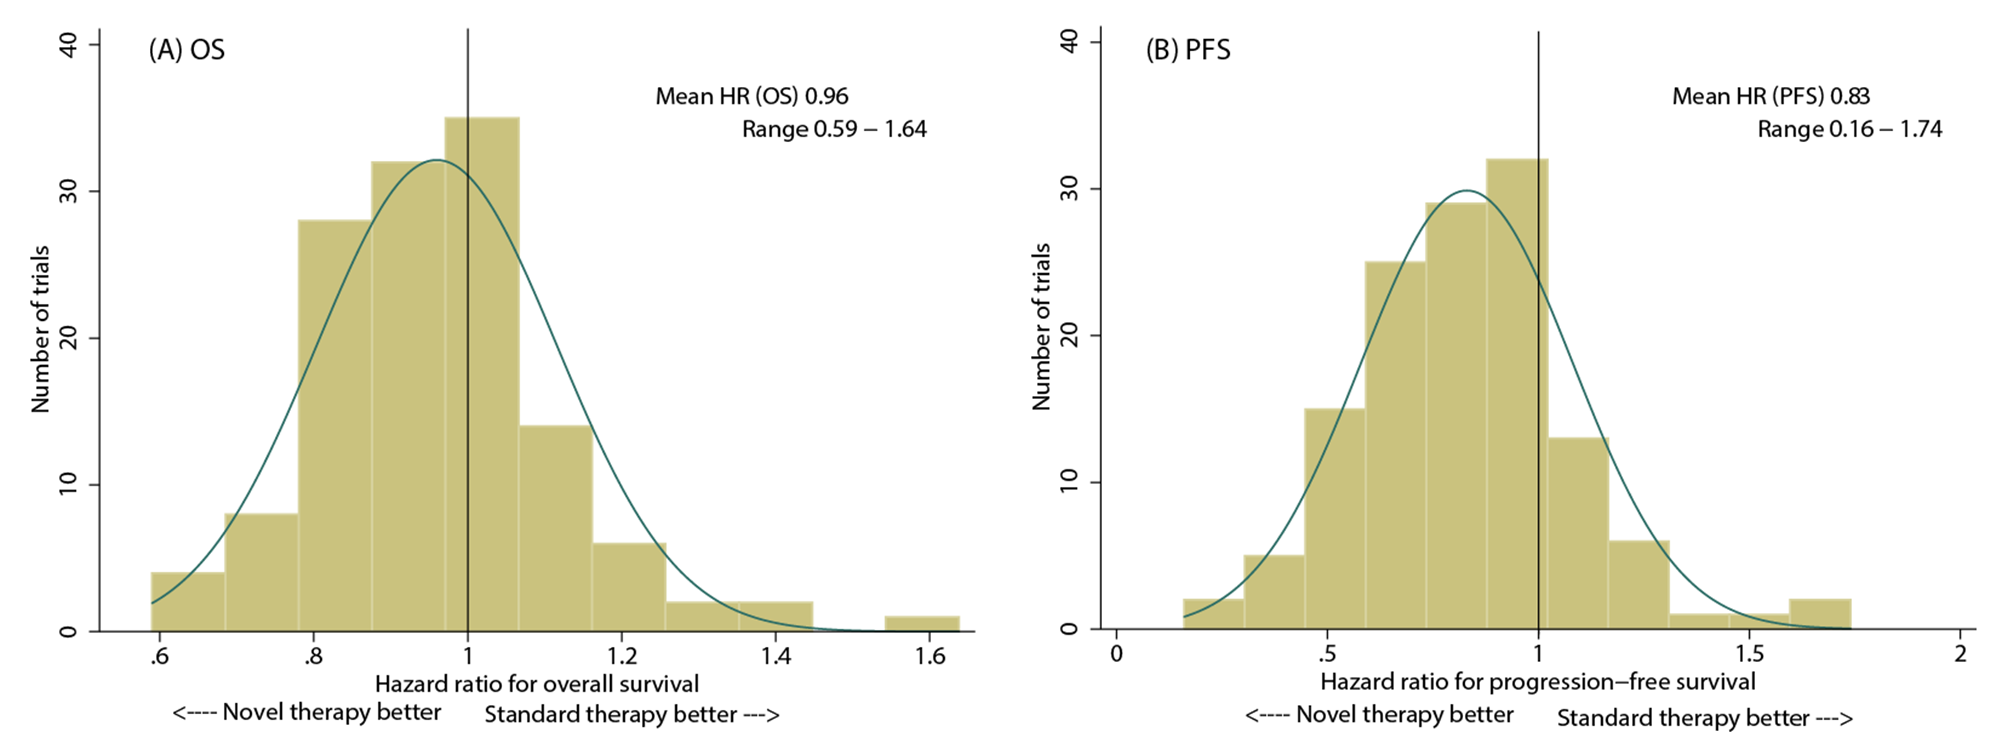 (A) OS
Mean HR (OS) 0.96
Range 0.59 – 1.64
Number of trials
40
30
20
10
0
.6 .8 1 1.2 1.4 1.6
Hazard ratio for overall survival
<---- Novel therapy better Standard therapy better --->
(B) PFS
Mean HR (PFS) 0.83
Range 0.16 – 1.74
Number of trials
40
30
20
10
0
0 .5 1 1.5 2
Hazard ratio for progression–free survival
<---- Novel therapy better Standard therapy better --->